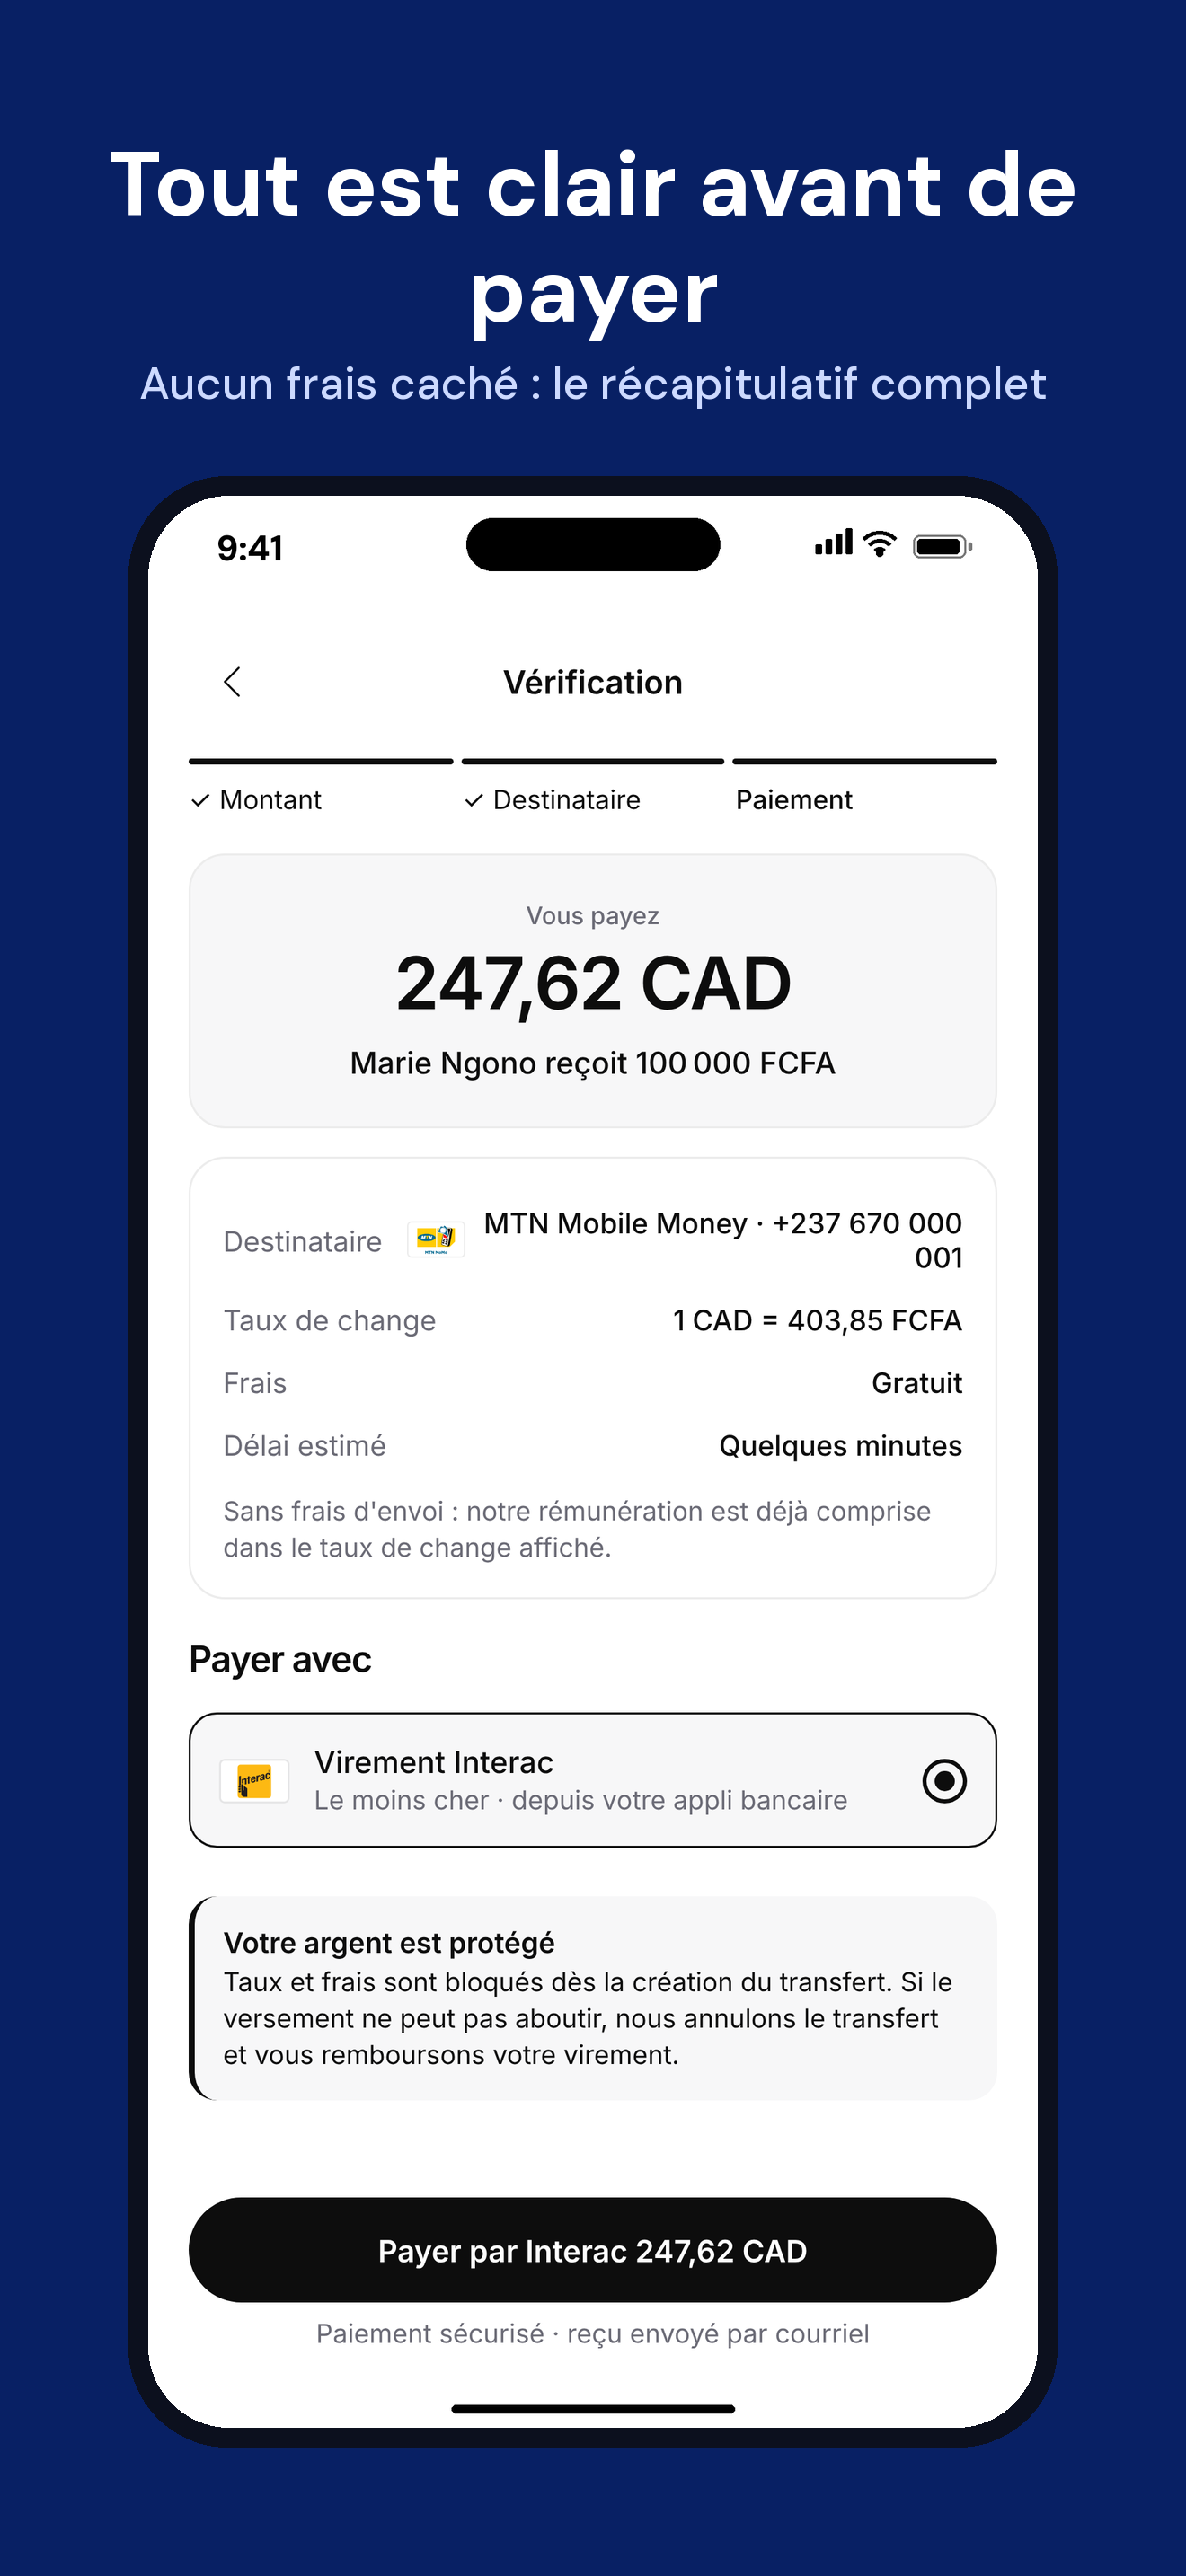 Tout est clair avant de
payer
Aucun frais caché : le récapitulatif complet
9:41
Vérification
✓ Montant
✓ Destinataire
Paiement
Vous payez
247,62 CAD
Marie Ngono reçoit 100 000 FCFA
Destinataire
MTN
MTN MoMo
MTN Mobile Money · +237 670 000
001
Taux de change
1 CAD = 403,85 FCFA
Frais
Gratuit
Délai estimé
Quelques minutes
Sans frais d'envoi : notre rémunération est déjà comprise
dans le taux de change affiché.
Payer avec
Interac
Virement Interac
Le moins cher · depuis votre appli bancaire
Votre argent est protégé
Taux et frais sont bloqués dès la création du transfert. Si le
versement ne peut pas aboutir, nous annulons le transfert
et vous remboursons votre virement.
Payer par Interac 247,62 CAD
Paiement sécurisé · reçu envoyé par courriel